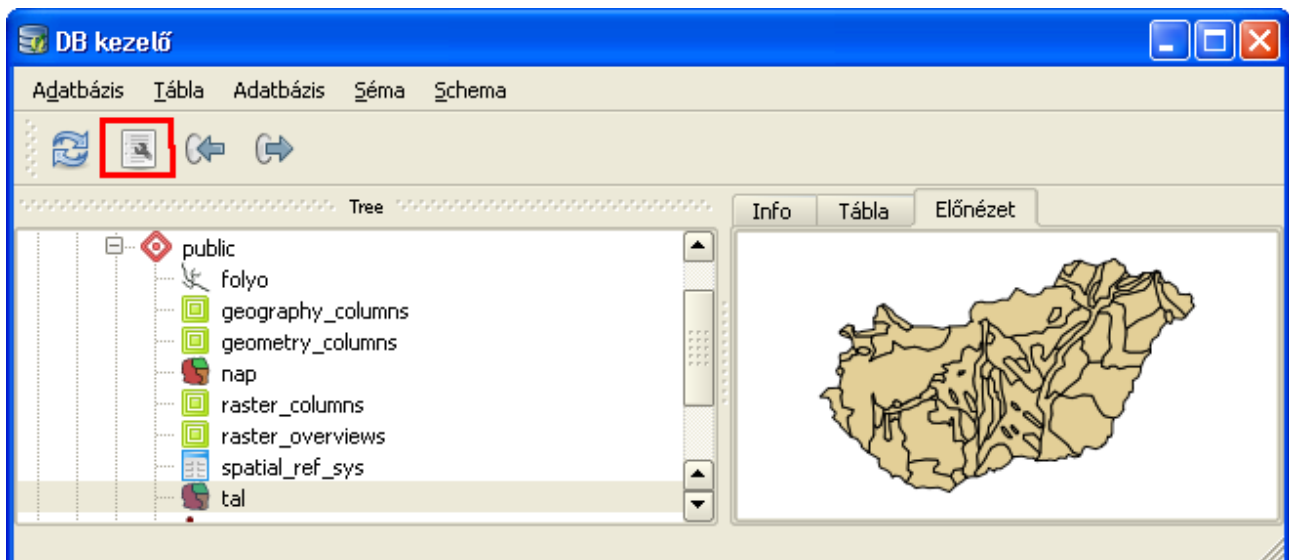 DB kezelő
Adatbázis Tábla Adatbázis Séma Schema
Tree
Info Tábla Előnézet
public
folyo
geography_columns
geometry_columns
nap
raster_columns
raster_overviews
spatial_ref_sys
tal